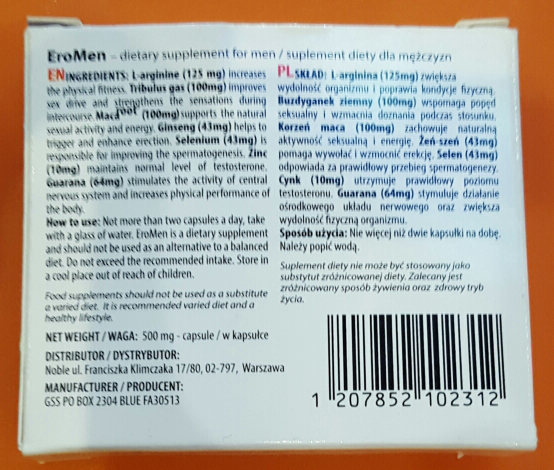 EroMen – dietary supplement for men / suplement diety dla mężczyzn
EN INGREDIENTS: L-arginine (125 mg) increases
the physical fitness. Tribulus gas (100mg) improves
sex drive and strengthens the sensations during
intercourse. Maca root (100mg) supports the natural
sexual activity and energy. Ginseng (43mg) helps to
trigger and enhance erection. Selenium (43mg) is
responsible for improving the spermatogenesis. Zinc
(10mg) maintains normal level of testosterone.
Guarana (64mg) stimulates the activity of central
nervous system and increases physical performance of
the body.
How to use: Not more than two capsules a day, take
with a glass of water. EroMen is a dietary supplement
and should not be used as an alternative to a balanced
diet. Do not exceed the recommended intake. Store in
a cool place out of reach of children.
Food supplements should not be used as a substitute
a varied diet. It is recommended varied diet and a
healthy lifestyle.
NET WEIGHT / WAGA: 500 mg - capsule / w kapsułce
DISTRIBUTOR / DYSTRYBUTOR:
Noble ul. Franciszka Klimczaka 17/80, 02-797, Warszawa
MANUFACTURER / PRODUCENT:
GSS PO BOX 2304 BLUE FA30513
PL SKŁAD: L-arginina (125mg) zwiększa
wydolność organizmu i poprawia kondycje fizyczną.
Buzdyganek ziemny (100mg) wspomaga popęd
seksualny i wzmacnia doznania podczas stosunku.
Korzeń maca (100mg) zachowuje naturalną
aktywność seksualną i energię. Żeń-szeń (43mg)
pomaga wywołać i wzmocnić erekcję. Selen (43mg)
odpowiada za prawidłowy przebieg spermatogenezy.
Cynk (10mg) utrzymuje prawidłowy poziomu
testosteronu. Guarana (64mg) stymuluje działanie
ośrodkowego układu nerwowego oraz zwiększa
wydolność fizyczną organizmu.
Sposób użycia: Nie więcej niż dwie kapsułki na dobę.
Należy popić wodą.
Suplement diety nie może być stosowany jako
substytut zróżnicowanej diety. Zalecany jest
zróżnicowany sposób żywienia oraz zdrowy tryb
życia.
1 207852 102312